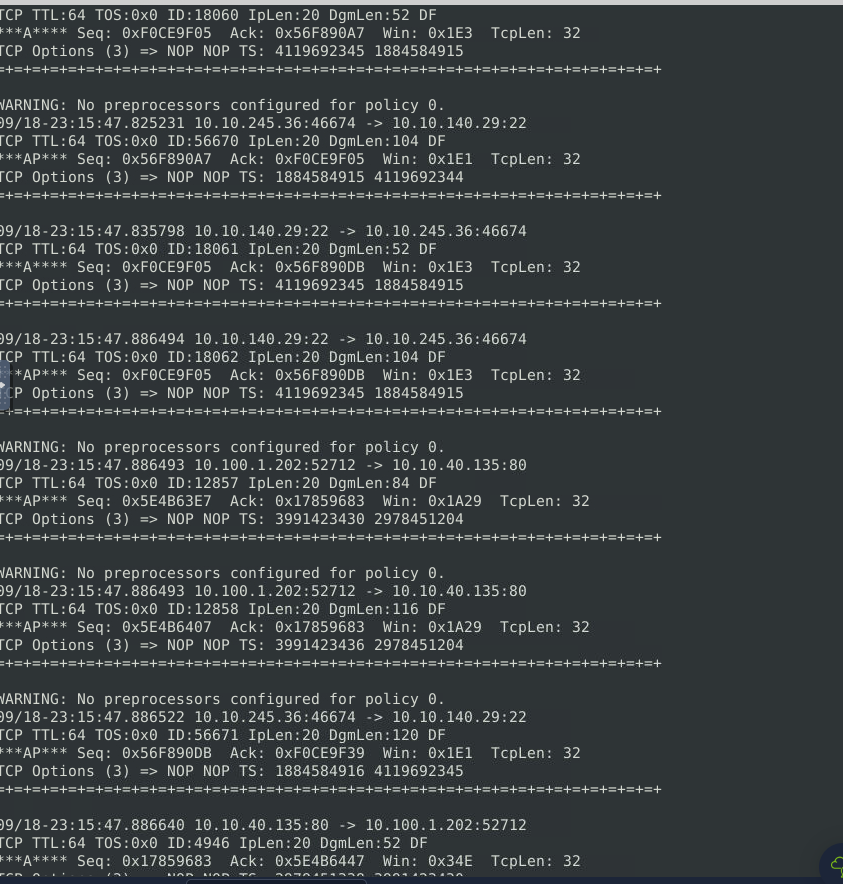 TCP TTL:64 TOS:0x0 ID:18060 IpLen:20 DgmLen:52 DF
***A**** Seq: 0xF0CE9F05  Ack: 0x56F890A7  Win: 0x1E3  TcpLen: 32
TCP Options (3) => NOP NOP TS: 4119692345 1884584915
=+=+=+=+=+=+=+=+=+=+=+=+=+=+=+=+=+=+=+=+=+=+=+=+=+=+=+=+=+=+=+=+=+=+=+=+=+
WARNING: No preprocessors configured for policy 0.
09/18-23:15:47.825231 10.10.245.36:46674 -> 10.10.140.29:22
TCP TTL:64 TOS:0x0 ID:56670 IpLen:20 DgmLen:104 DF
***AP*** Seq: 0x56F890A7  Ack: 0xF0CE9F05  Win: 0x1E1  TcpLen: 32
TCP Options (3) => NOP NOP TS: 1884584915 4119692344
=+=+=+=+=+=+=+=+=+=+=+=+=+=+=+=+=+=+=+=+=+=+=+=+=+=+=+=+=+=+=+=+=+=+=+=+=+
09/18-23:15:47.835798 10.10.140.29:22 -> 10.10.245.36:46674
TCP TTL:64 TOS:0x0 ID:18061 IpLen:20 DgmLen:52 DF
***A**** Seq: 0xF0CE9F05  Ack: 0x56F890DB  Win: 0x1E3  TcpLen: 32
TCP Options (3) => NOP NOP TS: 4119692345 1884584915
=+=+=+=+=+=+=+=+=+=+=+=+=+=+=+=+=+=+=+=+=+=+=+=+=+=+=+=+=+=+=+=+=+=+=+=+=+
09/18-23:15:47.886494 10.10.140.29:22 -> 10.10.245.36:46674
TCP TTL:64 TOS:0x0 ID:18062 IpLen:20 DgmLen:104 DF
*AP*** Seq: 0xF0CE9F05  Ack: 0x56F890DB  Win: 0x1E3  TcpLen: 32
CP Options (3) => NOP NOP TS: 4119692345 1884584915
=+=+=+=+=+=+=+=+=+=+=+=+=+=+=+=+=+=+=+=+=+=+=+=+=+=+=+=+=+=+=+=+=+=+=+=+=+
WARNING: No preprocessors configured for policy 0.
09/18-23:15:47.886493 10.100.1.202:52712 -> 10.10.40.135:80
TCP TTL:64 TOS:0x0 ID:12857 IpLen:20 DgmLen:84 DF
***AP*** Seq: 0x5E4B63E7  Ack: 0x17859683  Win: 0x1A29  TcpLen: 32
TCP Options (3) => NOP NOP TS: 3991423430 2978451204
=+=+=+=+=+=+=+=+=+=+=+=+=+=+=+=+=+=+=+=+=+=+=+=+=+=+=+=+=+=+=+=+=+=+=+=+=+
WARNING: No preprocessors configured for policy 0.
09/18-23:15:47.886493 10.100.1.202:52712 -> 10.10.40.135:80
TCP TTL:64 TOS:0x0 ID:12858 IpLen:20 DgmLen:116 DF
***AP*** Seq: 0x5E4B6407  Ack: 0x17859683  Win: 0x1A29  TcpLen: 32
TCP Options (3) => NOP NOP TS: 3991423436 2978451204
=+=+=+=+=+=+=+=+=+=+=+=+=+=+=+=+=+=+=+=+=+=+=+=+=+=+=+=+=+=+=+=+=+=+=+=+=+
WARNING: No preprocessors configured for policy 0.
09/18-23:15:47.886522 10.10.245.36:46674 -> 10.10.140.29:22
TCP TTL:64 TOS:0x0 ID:56671 IpLen:20 DgmLen:120 DF
***AP*** Seq: 0x56F890DB  Ack: 0xF0CE9F39  Win: 0x1E1  TcpLen: 32
TCP Options (3) => NOP NOP TS: 1884584916 4119692345
=+=+=+=+=+=+=+=+=+=+=+=+=+=+=+=+=+=+=+=+=+=+=+=+=+=+=+=+=+=+=+=+=+=+=+=+=+
09/18-23:15:47.886640 10.10.40.135:80 -> 10.100.1.202:52712
TCP TTL:64 TOS:0x0 ID:4946 IpLen:20 DgmLen:52 DF
***A**** Seq: 0x17859683  Ack: 0x5E4B6447  Win: 0x34E  TcpLen: 32